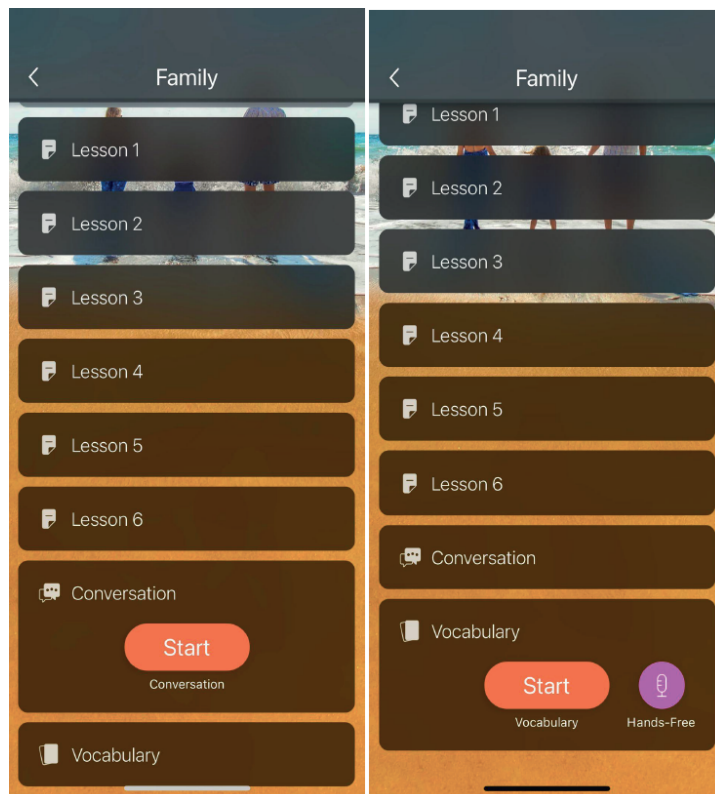 Family
Lesson 1
Lesson 2
Lesson 3
Lesson 4
Lesson 5
Lesson 6
Conversation
Start
Conversation
Vocabulary
Family
Lesson 1
Lesson 2
Lesson 3
Lesson 4
Lesson 5
Lesson 6
Conversation
Vocabulary
Start
Vocabulary
Hands-Free